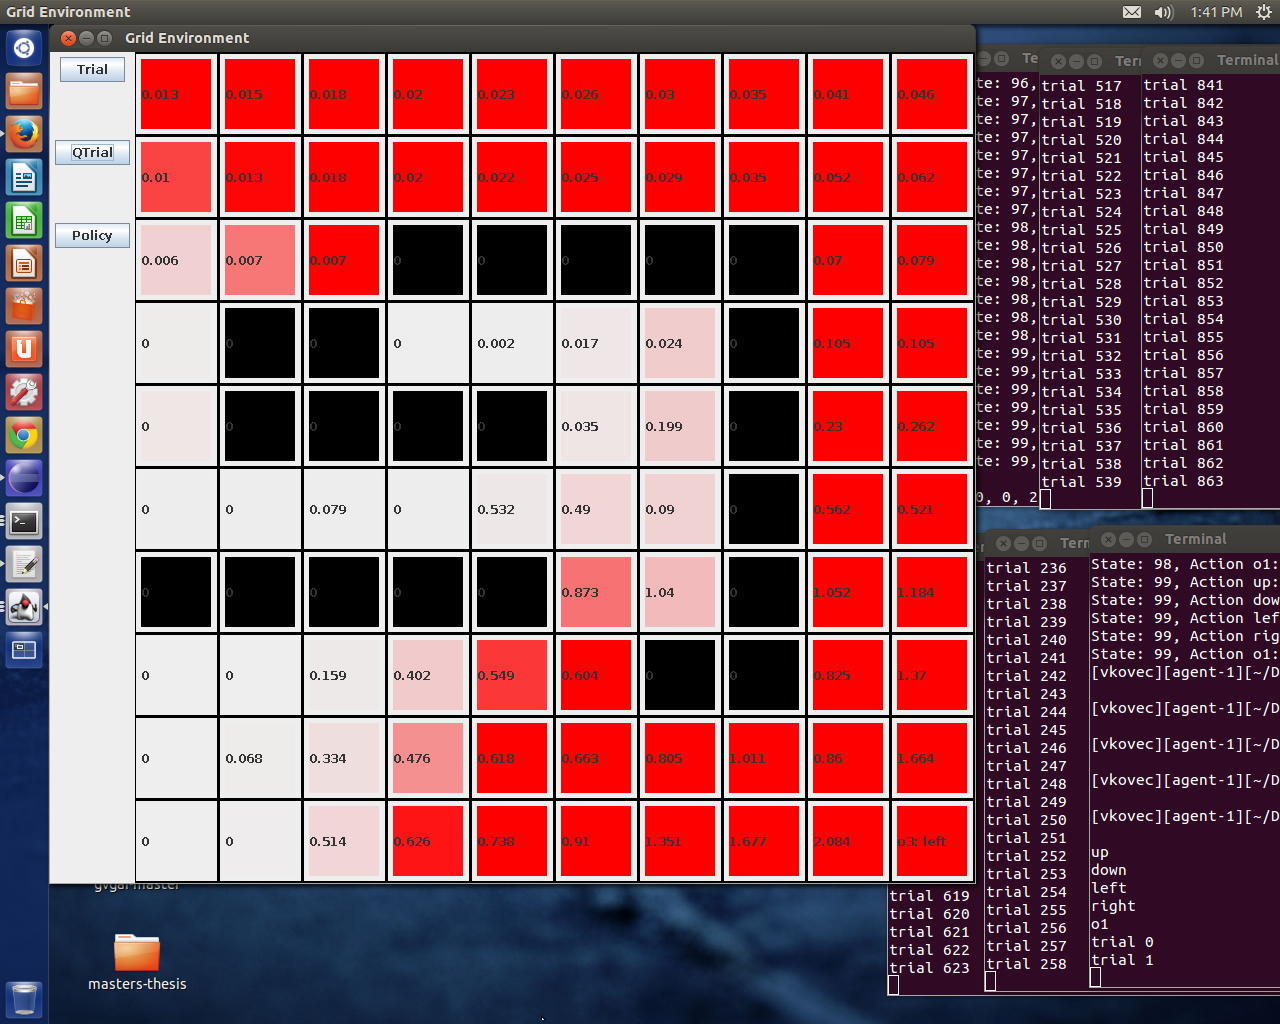 Grid Environment
1:41 PM
Grid Environment
Trial
QTrial
Policy
0.013 0.015 0.018 0.02 0.023 0.026 0.03 0.035 0.041 0.046
0.01 0.013 0.018 0.02 0.022 0.025 0.029 0.035 0.052 0.062
0.006 0.007 0.007 0 0 0 0 0 0.07 0.079
0 0 0 0 0.002 0.017 0.024 0 0.105 0.105
0 0 0 0 0 0.035 0.199 0 0.23 0.262
0 0 0.079 0 0.532 0.49 0.09 0 0.562 0.521
0 0 0 0 0 0.873 1.04 0 1.052 1.184
0 0 0.159 0.402 0.549 0.604 0 0 0.825 1.37
0 0.068 0.334 0.476 0.618 0.663 0.805 1.011 0.86 1.664
0 0 0.514 0.626 0.738 0.91 1.351 1.677 2.084 o3: left
Te
te: 96,
te: 97,
te: 97,
te: 97,
te: 97,
te: 97,
te: 97,
te: 97,
te: 98,
te: 98,
te: 98,
te: 98,
te: 98,
te: 98,
te: 98,
te: 99,
te: 99,
te: 99,
te: 99,
te: 99,
te: 99,
te: 99,
0, 0, 2
Ter
trial 517
trial 518
trial 519
trial 520
trial 521
trial 522
trial 523
trial 524
trial 525
trial 526
trial 527
trial 528
trial 529
trial 530
trial 531
trial 532
trial 533
trial 534
trial 535
trial 536
trial 537
trial 538
trial 539
Terminal
trial 841
trial 842
trial 843
trial 844
trial 845
trial 846
trial 847
trial 848
trial 849
trial 850
trial 851
trial 852
trial 853
trial 854
trial 855
trial 856
trial 857
trial 858
trial 859
trial 860
trial 861
trial 862
trial 863
trial 619
trial 620
trial 621
trial 622
trial 623
Term
trial 236
trial 237
trial 238
trial 239
trial 240
trial 241
trial 242
trial 243
trial 244
trial 245
trial 246
trial 247
trial 248
trial 249
trial 250
trial 251
trial 252
trial 253
trial 254
trial 255
trial 256
trial 257
trial 258
Terminal
State: 98, Action o1:
State: 99, Action up:
State: 99, Action dow
State: 99, Action lef
State: 99, Action rig
State: 99, Action o1:
[vkovec][agent-1][~/D
[vkovec][agent-1][~/D
[vkovec][agent-1][~/D
[vkovec][agent-1][~/D
[vkovec][agent-1][~/D
up
down
left
right
o1
trial 0
trial 1
gvgai-master
masters-thesis